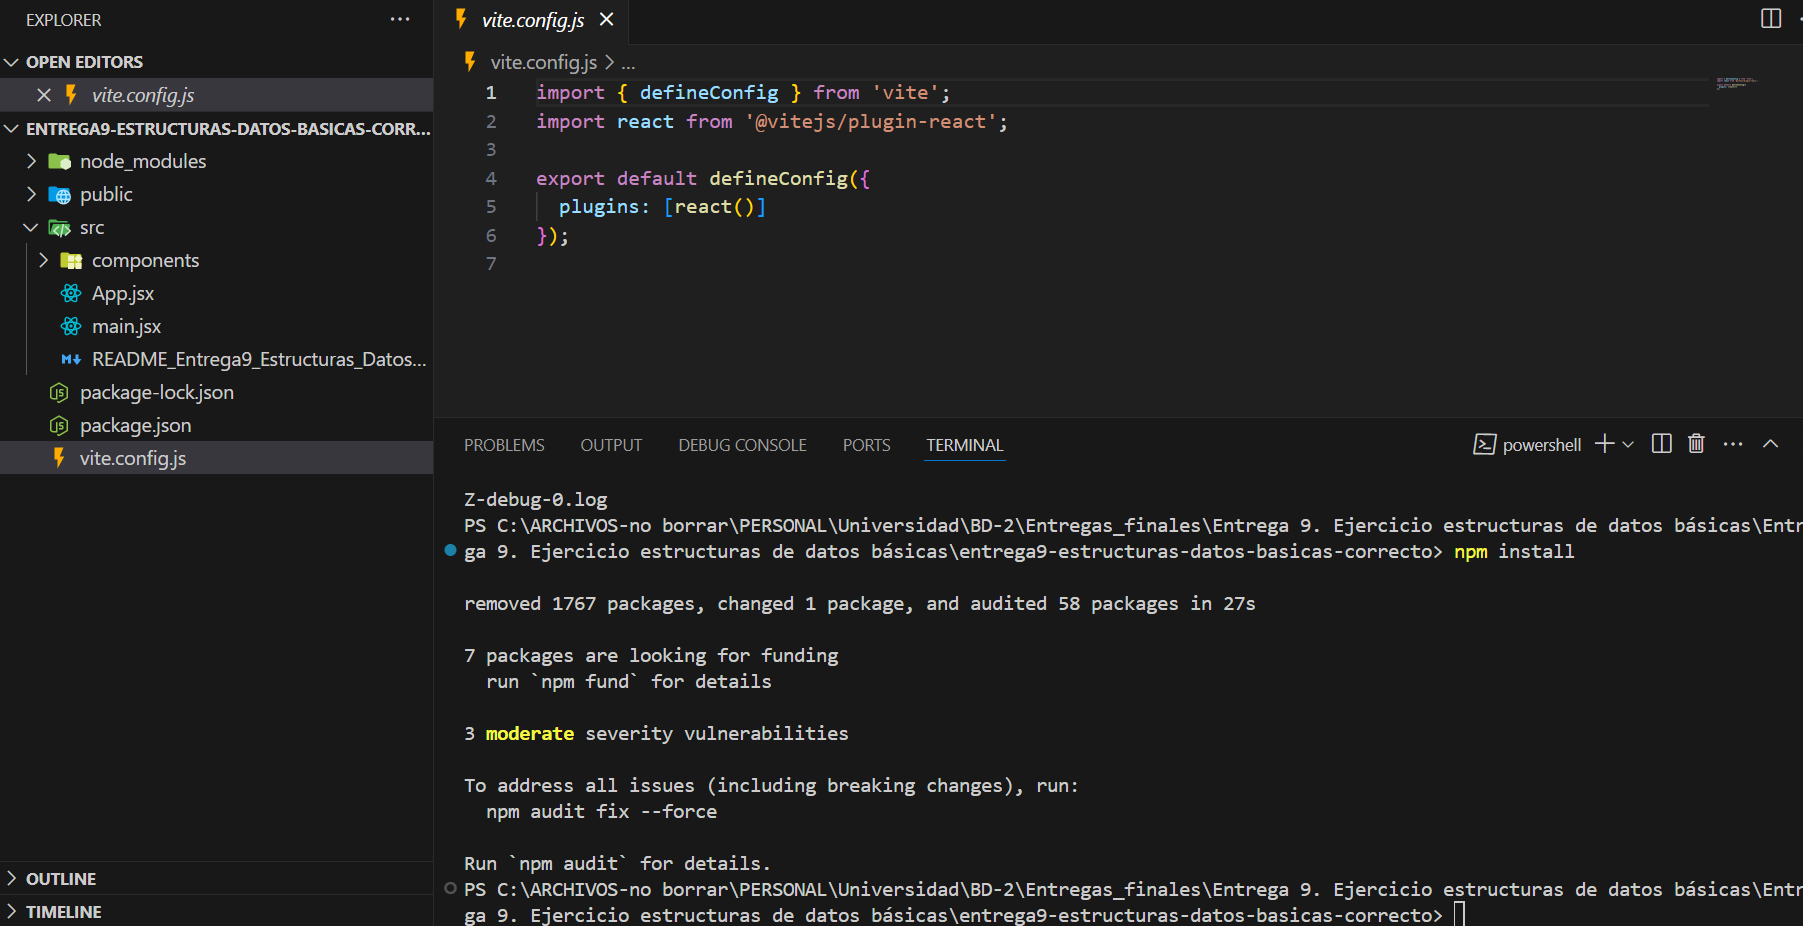 EXPLORER
OPEN EDITORS
vite.config.js
ENTREGA9-ESTRUCTURAS-DATOS-BASICAS-CORR...
node_modules
public
src
components
App.jsx
main.jsx
README_Entrega9_Estructuras_Datos...
package-lock.json
package.json
vite.config.js
OUTLINE
TIMELINE
vite.config.js
vite.config.js > ...
1 import { defineConfig } from 'vite';
2 import react from '@vitejs/plugin-react';
3
4 export default defineConfig({
5   plugins: [react()]
6 });
7
PROBLEMS OUTPUT DEBUG CONSOLE PORTS TERMINAL powershell
Z-debug-0.log
PS C:\ARCHIVOS-no borrar\PERSONAL\Universidad\BD-2\Entregas_finales\Entrega 9. Ejercicio estructuras de datos básicas\Entr
ga 9. Ejercicio estructuras de datos básicas\entrega9-estructuras-datos-basicas-correcto> npm install
removed 1767 packages, changed 1 package, and audited 58 packages in 27s
7 packages are looking for funding
  run `npm fund` for details
3 moderate severity vulnerabilities
To address all issues (including breaking changes), run:
  npm audit fix --force
Run `npm audit` for details.
PS C:\ARCHIVOS-no borrar\PERSONAL\Universidad\BD-2\Entregas_finales\Entrega 9. Ejercicio estructuras de datos básicas\Entr
ga 9. Ejercicio estructuras de datos básicas\entrega9-estructuras-datos-basicas-correcto>